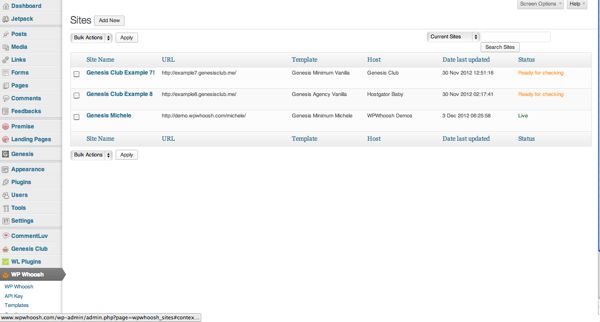 Dashboard
Jetpack
Posts
Media
Links
Forms
Pages
Comments
Feedbacks
Premise
Landing Pages
Genesis
Appearance
Plugins
Users
Tools
Settings
CommentLuv
Genesis Club
WL Plugins
WP Whoosh
WP Whoosh
API Key
Templates
Screen Options
Help
Sites Add New
Bulk Actions Apply
Current Sites
Search Sites
Site Name URL Template Host Date last updated Status
Genesis Club Example 7! http://example7.genesisclub.me/ Genesis Minimum Vanilla Genesis Club 30 Nov 2012 12:51:16 Ready for checking
Genesis Club Example 8 http://example8.genesisclub.me/ Genesis Agency Vanilla Hostgator Baby 30 Nov 2012 02:17:41 Ready for checking
Genesis Michele http://demo.wpwhoosh.com/michele/ Genesis Minimum Michele WPWhoosh Demos 3 Dec 2012 08:25:58 Live
Site Name URL Template Host Date last updated Status
Bulk Actions Apply
www.wpwhoosh.com/wp-admin/admin.php?page=wpwhoosh_sites#contex...